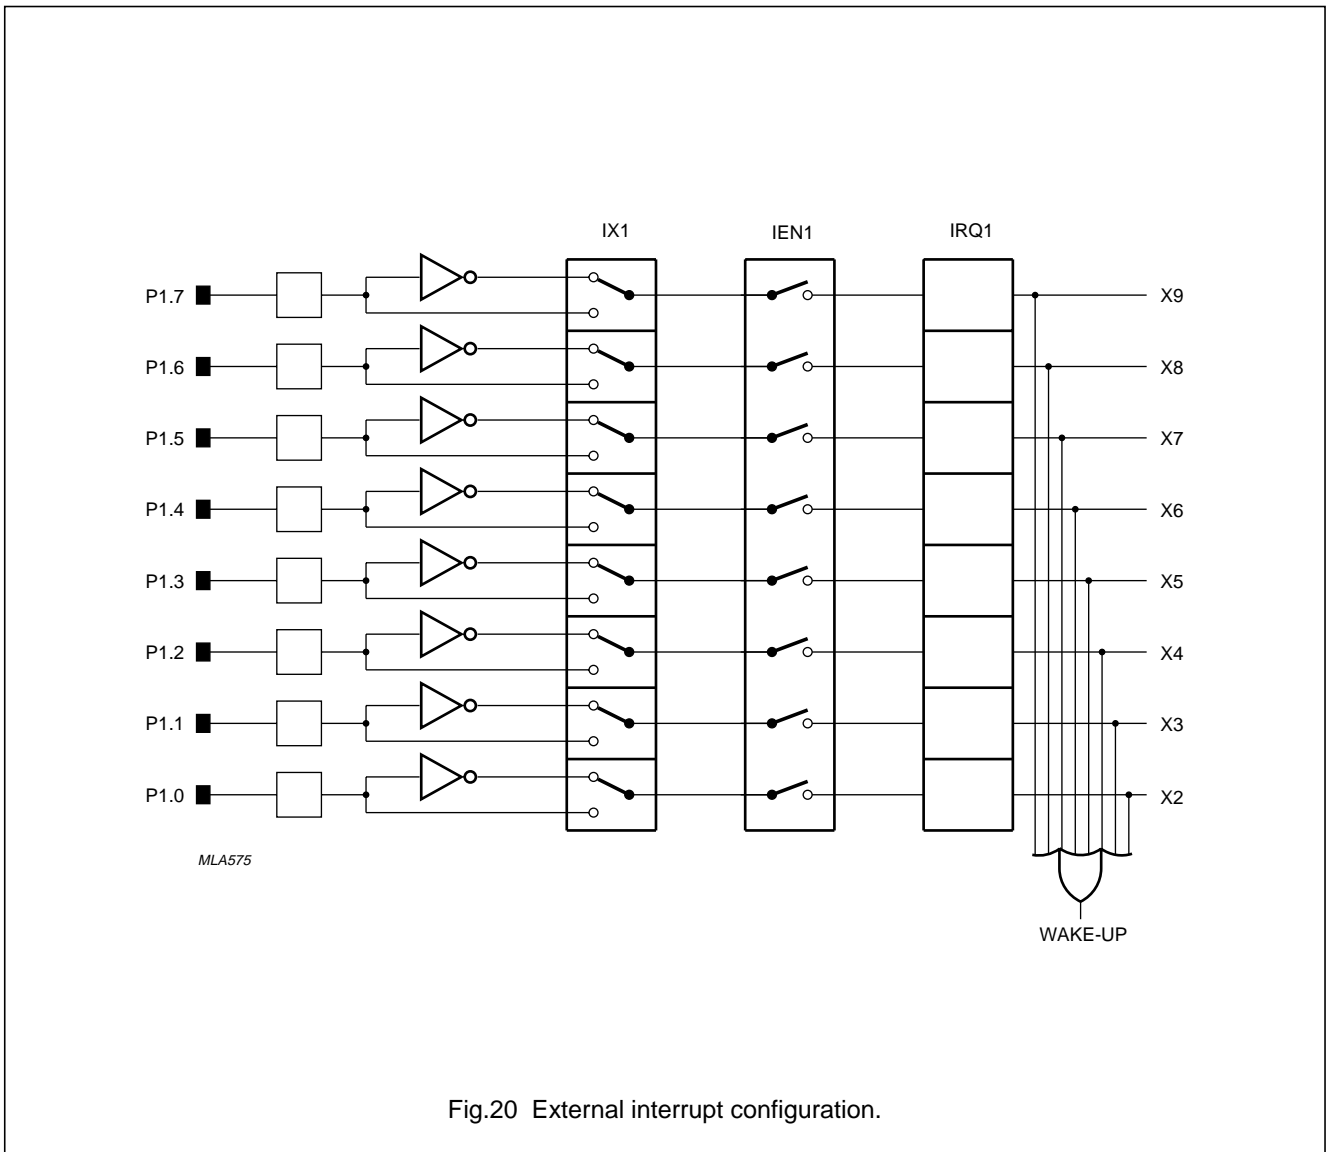 IX1 IEN1 IRQ1
P1.7 X9
P1.6 X8
P1.5 X7
P1.4 X6
P1.3 X5
P1.2 X4
P1.1 X3
P1.0 X2
MLA575
WAKE-UP
Fig.20 External interrupt configuration.